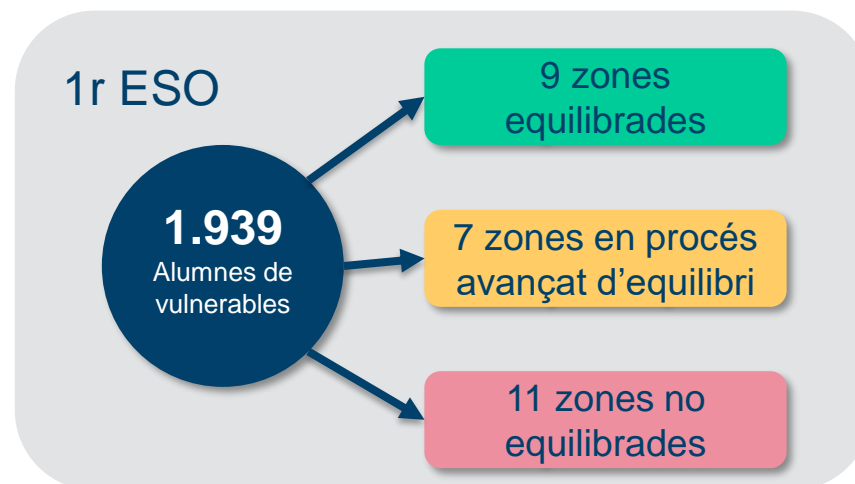 1r ESO
9 zones
equilibrades
1.939
Alumnes de
vulnerables
7 zones en procés
avançat d’equilibri
11 zones no
equilibrades